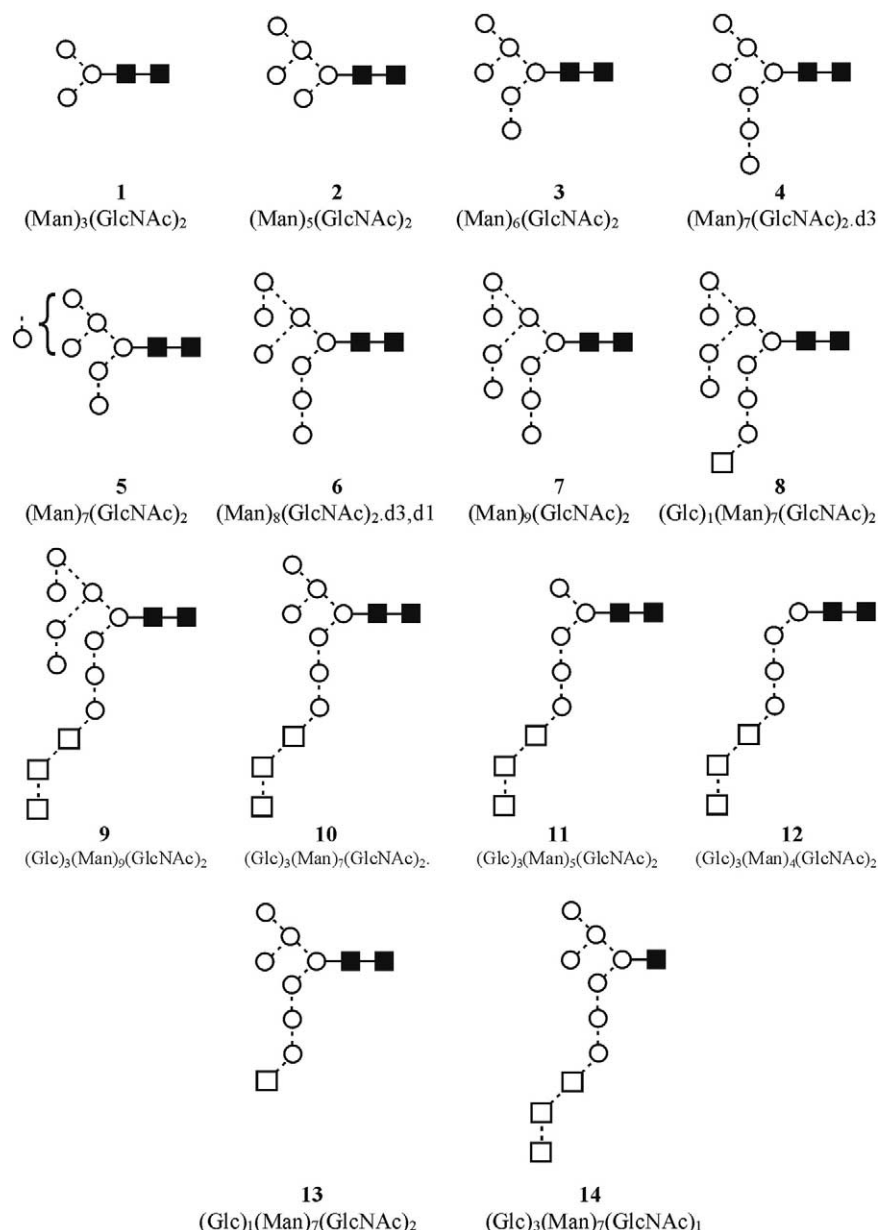 1
(Man)₃(GlcNAc)₂
2
(Man)₅(GlcNAc)₂
3
(Man)₆(GlcNAc)₂
4
(Man)₇(GlcNAc)₂.d3
5
(Man)₇(GlcNAc)₂
6
(Man)₈(GlcNAc)₂.d3,d1
7
(Man)₉(GlcNAc)₂
8
(Glc)₁(Man)₇(GlcNAc)₂
9
(Glc)₃(Man)₉(GlcNAc)₂
10
(Glc)₃(Man)₇(GlcNAc)₂.
11
(Glc)₃(Man)₅(GlcNAc)₂
12
(Glc)₃(Man)₄(GlcNAc)₂
13
(Glc)₁(Man)₇(GlcNAc)₂
14
(Glc)₃(Man)₇(GlcNAc)₁